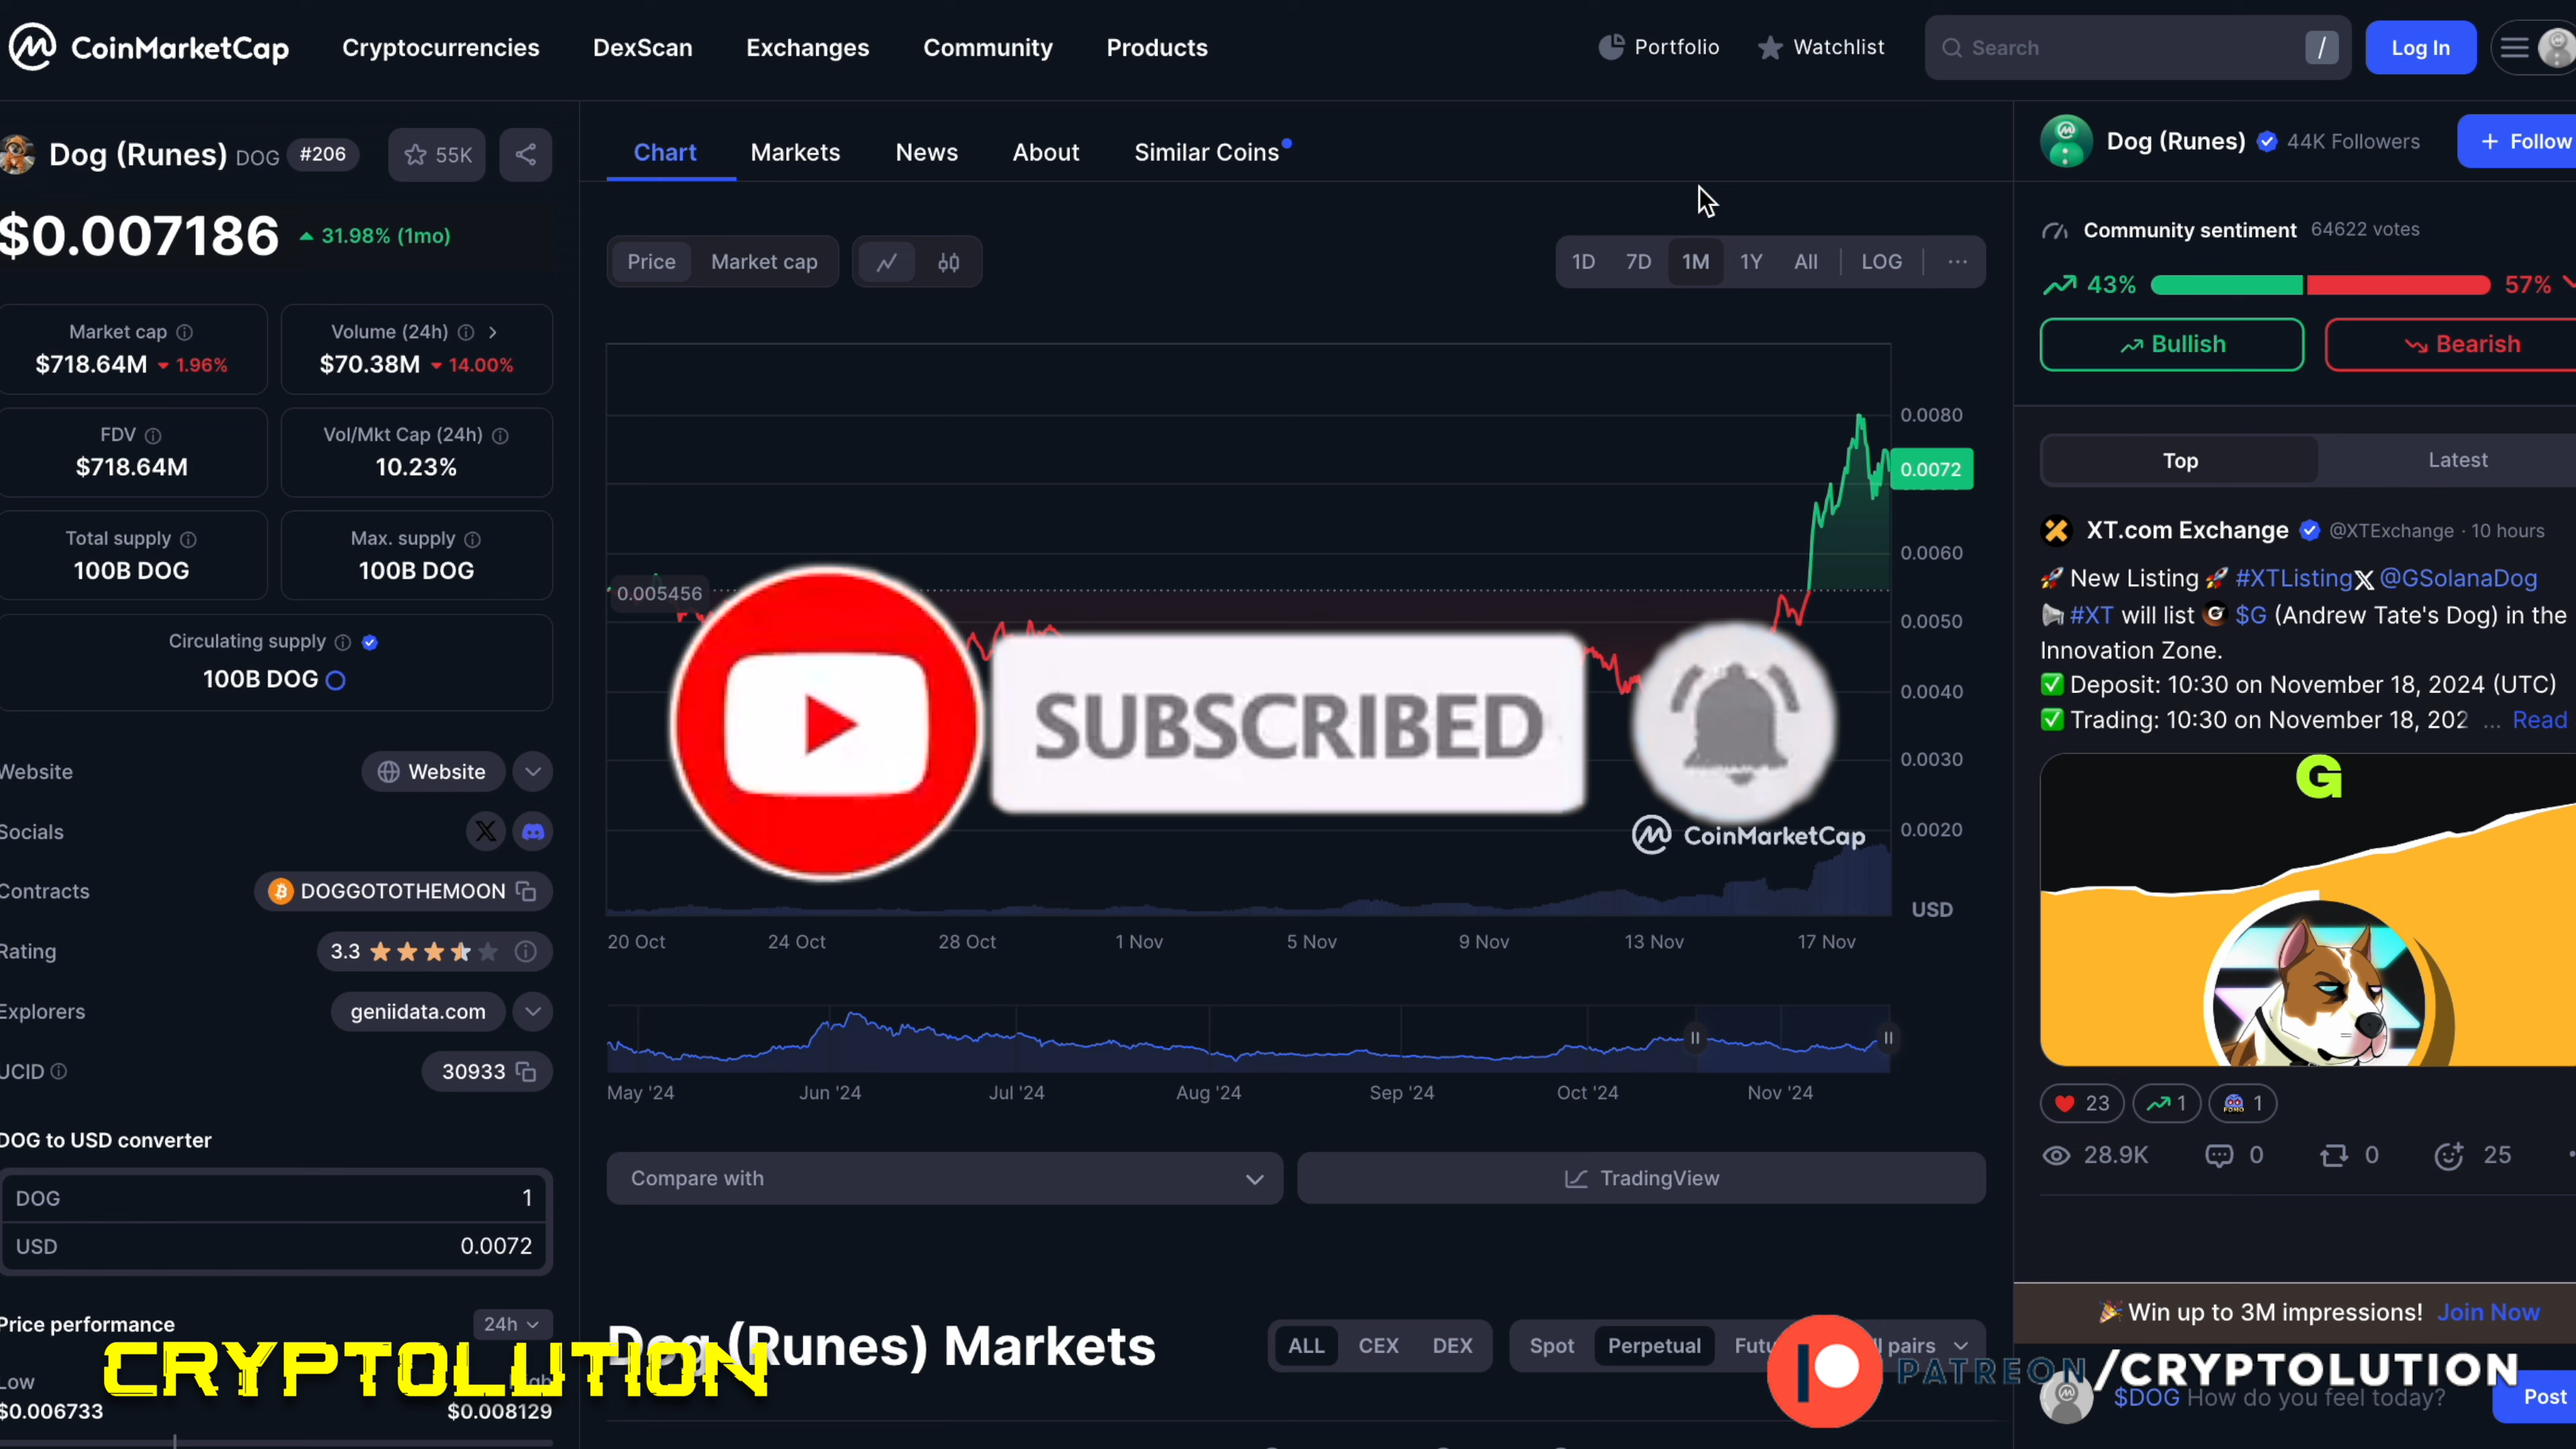 CoinMarketCap
Cryptocurrencies
DexScan
Exchanges
Community
Products
Portfolio
Watchlist
Search
/
Log In
Dog (Runes) DOG #206
55K
$0.007186
31.98% (1mo)
Market cap
$718.64M 1.96%
Volume (24h)
$70.38M 14.00%
FDV
$718.64M
Vol/Mkt Cap (24h)
10.23%
Total supply
100B DOG
Max. supply
100B DOG
Circulating supply
100B DOG
Website
Website
Socials
Contracts
DOGGOTOTHEMOON
Rating
3.3
Explorers
geniidata.com
UCID
30933
DOG to USD converter
DOG 1
USD 0.0072
Price performance
24h
Low
High
$0.006733
$0.008129
CRYPTOLUTION
Chart
Markets
News
About
Similar Coins
Price
Market cap
1D 7D 1M 1Y All LOG ...
0.0080
0.0072
0.0060
0.0050
0.0040
0.0030
0.0020
USD
0.005456
SUBSCRIBED
CoinMarketCap
20 Oct 24 Oct 28 Oct 1 Nov 5 Nov 9 Nov 13 Nov 17 Nov
May '24 Jun '24 Jul '24 Aug '24 Sep '24 Oct '24 Nov '24
Compare with
TradingView
Dog (Runes) Markets
ALL CEX DEX
Spot Perpetual Futu
pairs
PATREON/CRYPTOLUTION
Dog (Runes)
44K Followers
+ Follow
Community sentiment 64622 votes
43%
57%
Bullish
Bearish
Top
Latest
XT.com Exchange @XTExchange · 10 hours
🚀 New Listing 🚀 #XTListing X @GSolanaDog
📢 #XT will list $G (Andrew Tate's Dog) in the
Innovation Zone.
✅ Deposit: 10:30 on November 18, 2024 (UTC)
✅ Trading: 10:30 on November 18, 202 ... Read
G
23
1
1
28.9K
0
0
25
Win up to 3M impressions! Join Now
$DOG How do you feel today?
Post